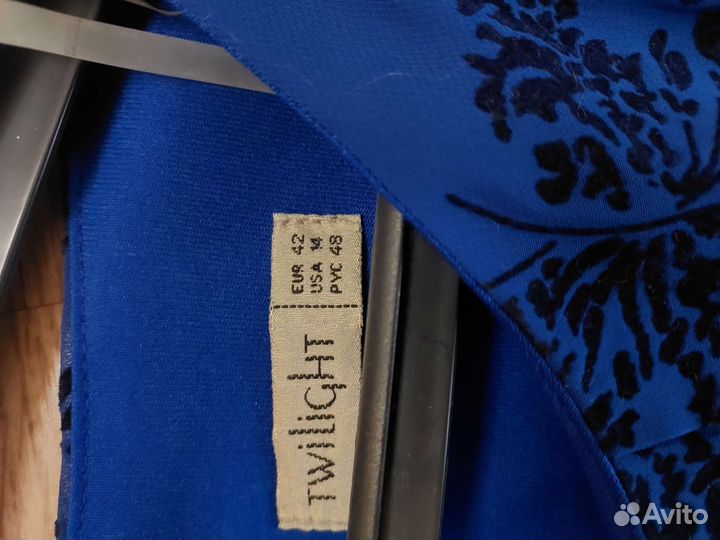 EUR 42
USA 14
РУС 48
TWiLigHT
Avito